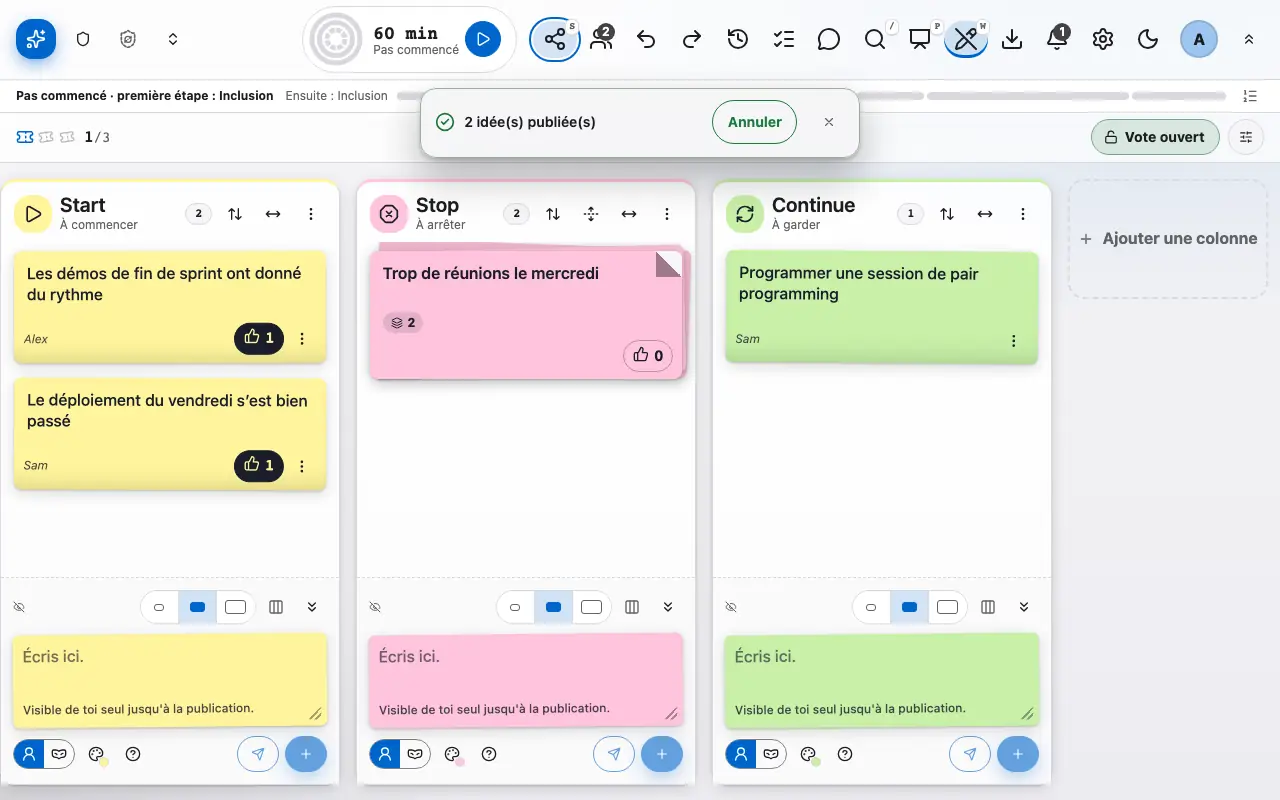 60 min
Pas commencé
S
2
/
P
W
1
A
Pas commencé · première étape : Inclusion
Ensuite : Inclusion
2 idée(s) publiée(s)
Annuler
1/3
Vote ouvert
Start
À commencer
2
Les démos de fin de sprint ont donné
du rythme
Alex
1
Le déploiement du vendredi s’est bien
passé
Sam
1
Écris ici.
Visible de toi seul jusqu'à la publication.
Stop
À arrêter
2
Trop de réunions le mercredi
2
0
Écris ici.
Visible de toi seul jusqu'à la publication.
Continue
À garder
1
Programmer une session de pair
programming
Sam
Écris ici.
Visible de toi seul jusqu'à la publication.
Ajouter une colonne